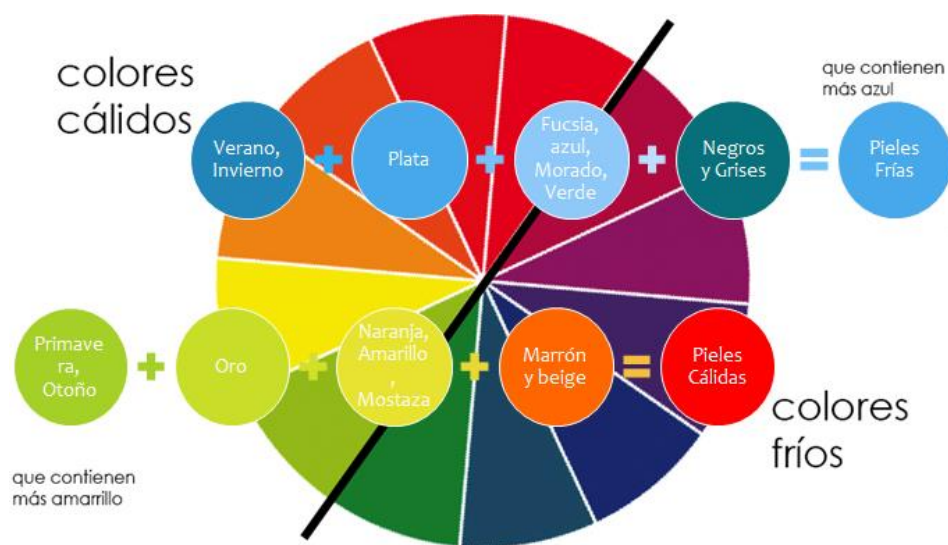 colores
cálidos
que contienen
más azul
Verano,
Invierno
+
Plata
+
Fucsia,
azul,
Morado,
Verde
+
Negros
y Grises
=
Pieles
Frías
Primave
ra,
Otoño
+
Oro
+
Naranja,
Amarillo
,
Mostaza
+
Marrón
y beige
=
Pieles
Cálidas
colores
fríos
que contienen
más amarrillo